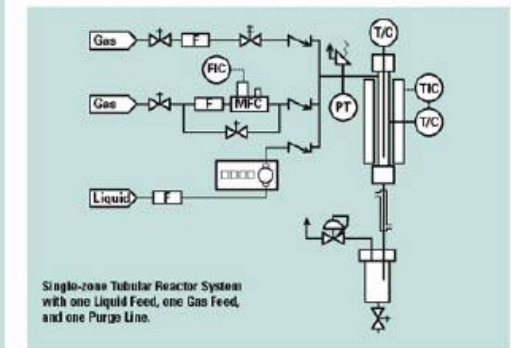 Gas
F
T/C
FIC
Gas
F
MFC
PT
TIC
T/C
Liquid
F
Single-zone Tubular Reactor System
with one Liquid Feed, one Gas Feed,
and one Purge Line.